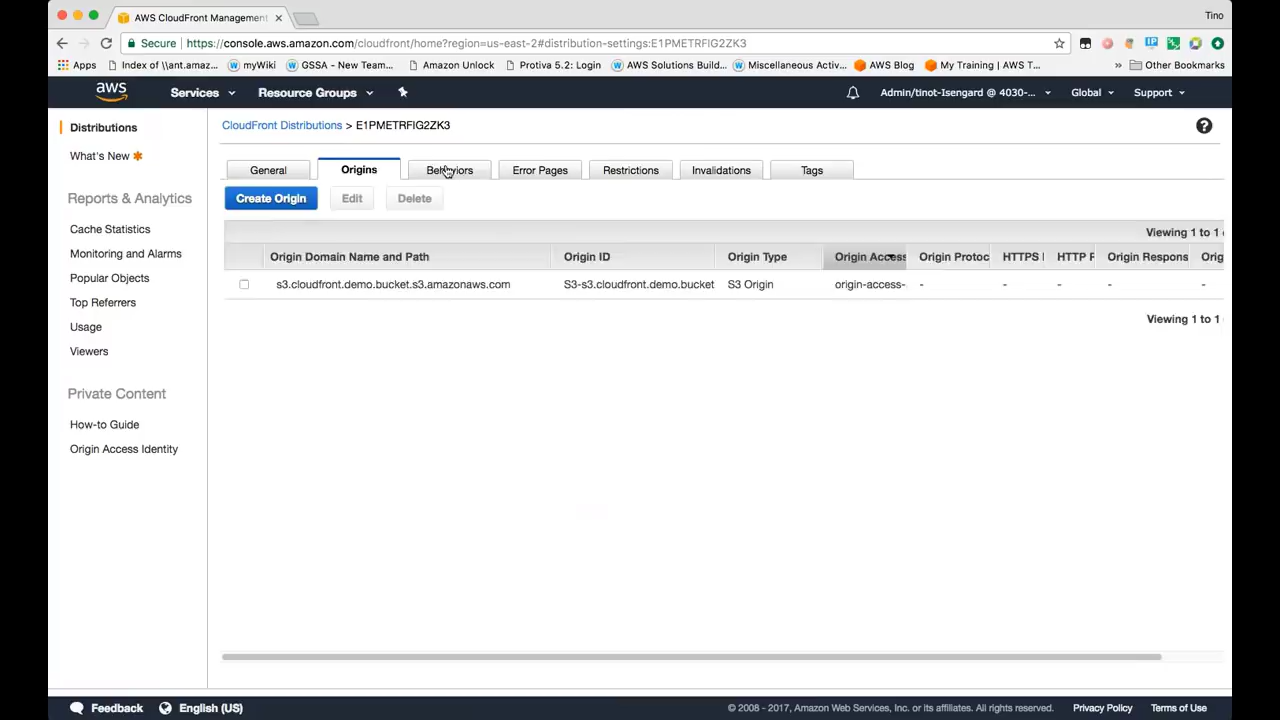 AWS CloudFront Management
Tino
Secure https://console.aws.amazon.com/cloudfront/home?region=us-east-2#distribution-settings:E1PMETRFIG2ZK3
Apps Index of \\ant.amaz... myWiki GSSA - New Team... Amazon Unlock Protiva 5.2: Login AWS Solutions Buil... Miscellaneous Activ... AWS Blog My Training | AWS T... » Other Bookmarks
aws Services Resource Groups Admin/tinot-Isengard @ 4030-... Global Support
Distributions
What's New
Reports & Analytics
Cache Statistics
Monitoring and Alarms
Popular Objects
Top Referrers
Usage
Viewers
Private Content
How-to Guide
Origin Access Identity
CloudFront Distributions > E1PMETRFIG2ZK3
General Origins Behaviors Error Pages Restrictions Invalidations Tags
Create Origin Edit Delete
Viewing 1 to 1
Origin Domain Name and Path Origin ID Origin Type Origin Access Origin Protoc HTTPS HTTP F Origin Respons Orig
s3.cloudfront.demo.bucket.s3.amazonaws.com S3-s3.cloudfront.demo.bucket S3 Origin origin-access- - - - - -
Viewing 1 to 1
Feedback English (US) © 2008 - 2017, Amazon Web Services, Inc. or its affiliates. All rights reserved. Privacy Policy Terms of Use